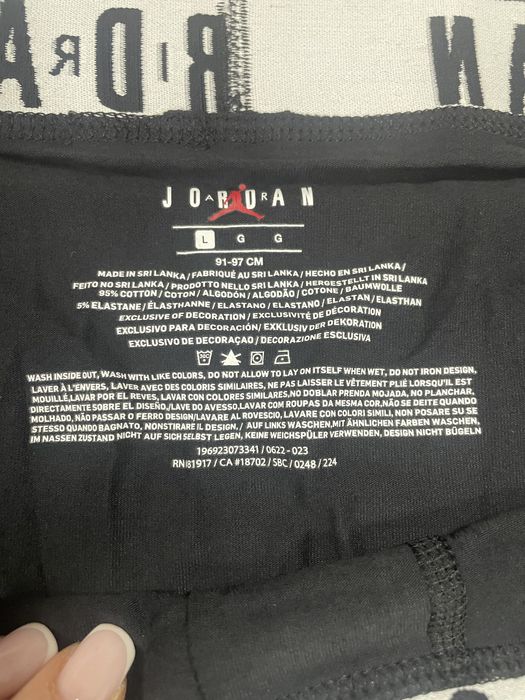 RDAIR
AN
JORDAN
AIR
L G G
91-97 CM
MADE IN SRI LANKA / FABRIQUÉ AU SRI LANKA / HECHO EN SRI LANKA /
FEITO NO SRI LANKA / PRODOTTO NELLO SRI LANKA / HERGESTELLT IN SRI LANKA
95% COTTON / COTON / ALGODÓN / ALGODÃO / COTONE / BAUMWOLLE
5% ELASTANE / ÉLASTHANNE / ELASTANO / ELASTANO / ELASTAN / ELASTHAN
EXCLUSIVE OF DECORATION / EXCLUSIVITÉ DE DÉCORATION
EXCLUSIVO PARA DECORACIÓN / EXKLUSIV DER DEKORATION
EXCLUSIVO DE DECORAÇÃO / DECORAZIONE ESCLUSIVA
WASH INSIDE OUT, WASH WITH LIKE COLORS, DO NOT ALLOW TO LAY ON ITSELF WHEN WET, DO NOT IRON DESIGN,
LAVER À L'ENVERS, LAVER AVEC DES COLORIS SIMILAIRES, NE PAS LAISSER LE VÊTEMENT PLIÉ LORSQU'IL EST
MOUILLÉ, LAVAR POR EL REVES, LAVAR CON COLORES SIMILARES, NO DOBLAR PRENDA MOJADA, NO PLANCHAR,
DIRECTAMENTE SOBRE EL DISEÑO, / LAVE DO AVESSO, LAVAR COM ROUPAS DA MESMA COR, NÃO SE DEITE QUANDO
MOLHADO, NÃO PASSAR O FERRO DESIGN / LAVARE AL ROVESCIO, LAVARE CON COLORI SIMILI, NON POSARE SU SE
STESSO QUANDO BAGNATO, NONSTIRARE IL DESIGN, / AUF LINKS WASCHEN, MIT ÄHNLICHEN FARBEN WASCHEN,
IM NASSEN ZUSTAND NICHT AUF SICH SELBST LEGEN, KEINE WEICHSPÜLER VERWENDEN, DESIGN NICHT BÜGELN
196923073341 / 0622 - 023
RN 81917 / CA #18702 / SBC / 0248 / 224